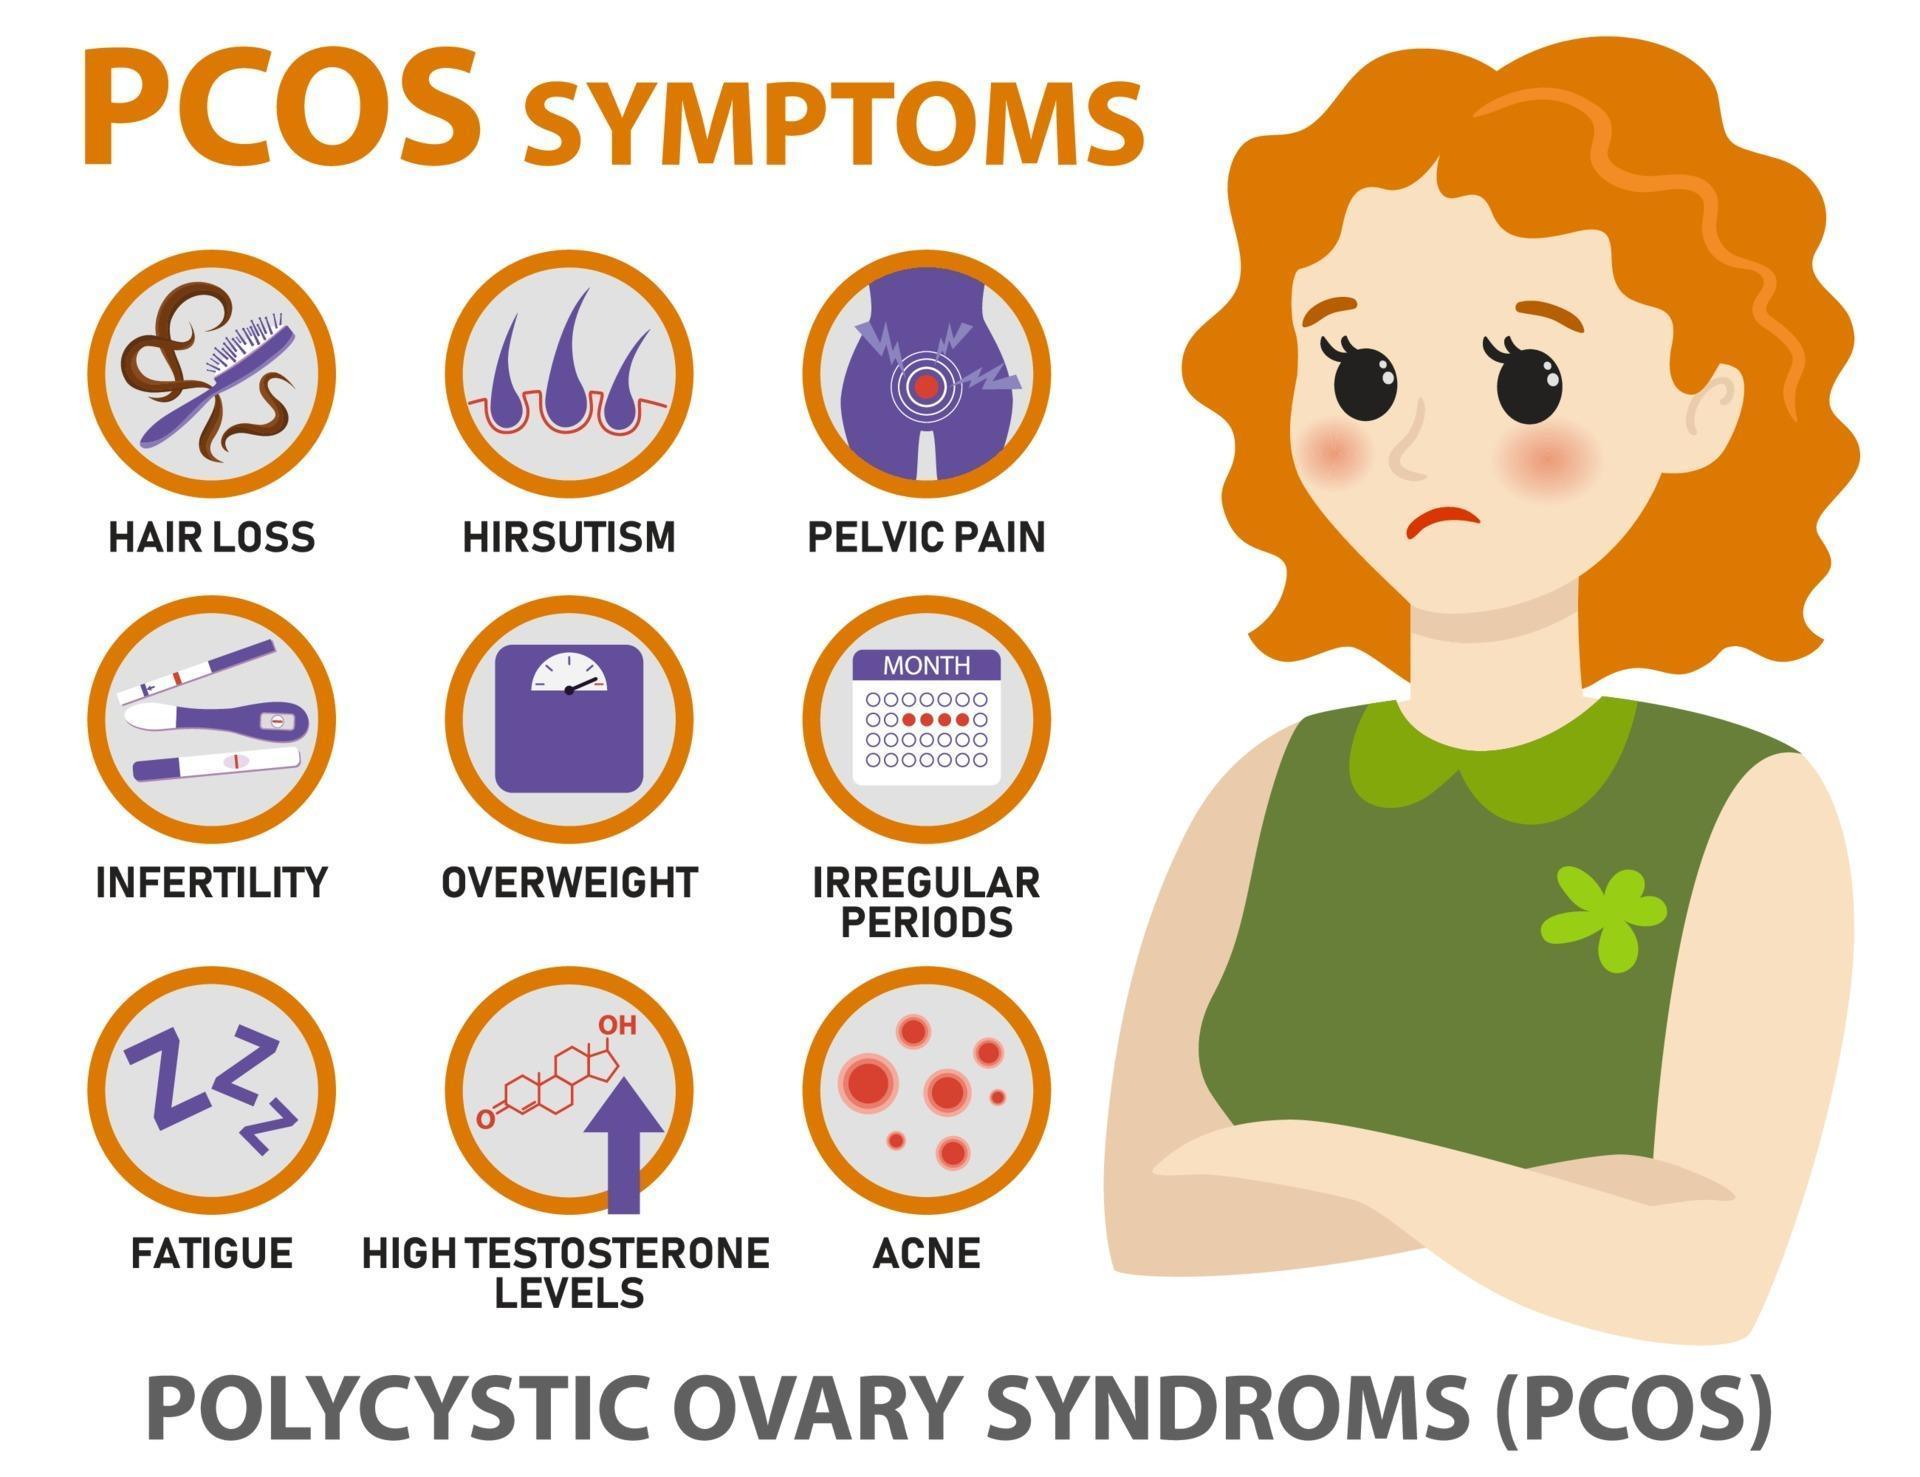 PCOS SYMPTOMS
HAIR LOSS
HIRSUTISM
PELVIC PAIN
INFERTILITY
OVERWEIGHT
MONTH
IRREGULAR
PERIODS
FATIGUE
OH
O
HIGH TESTOSTERONE
LEVELS
ACNE
Z
Z
Z
POLYCYSTIC OVARY SYNDROMS (PCOS)